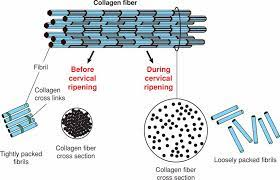 Collagen fiber
Fibril
Collagen
cross links
Before
cervical
ripening
During
cervical
ripening
Tightly packed
fibrils
Collagen fiber
cross section
Collagen fiber
cross section
Loosely packed
fibrils